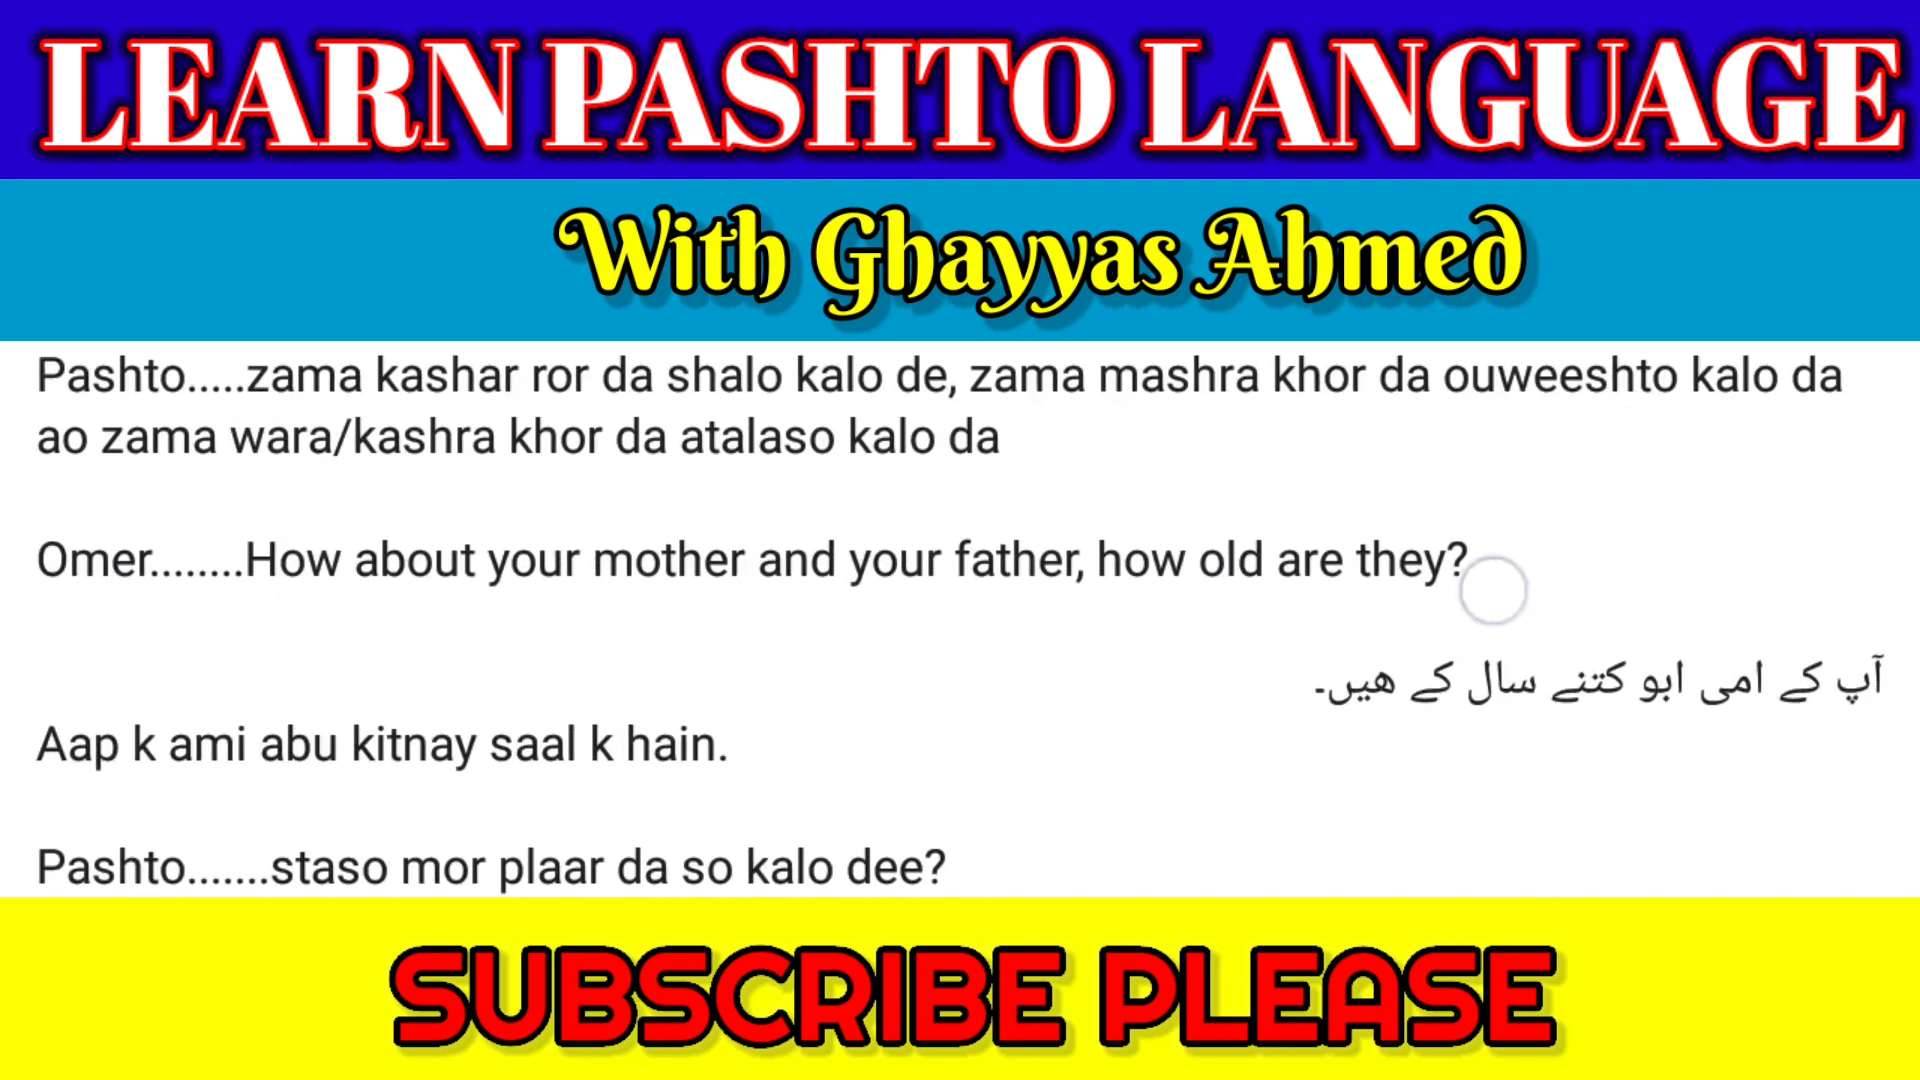 LEARN PASHTO LANGUAGE
With Ghayyas Ahmed
Pashto.....zama kashar ror da shalo kalo de, zama mashra khor da ouweeshto kalo da
ao zama wara/kashra khor da atalaso kalo da
Omer........How about your mother and your father, how old are they?
آپ کے امی ابو کتنے سال کے ھیں۔
Aap k ami abu kitnay saal k hain.
Pashto.......staso mor plaar da so kalo dee?
SUBSCRIBE PLEASE